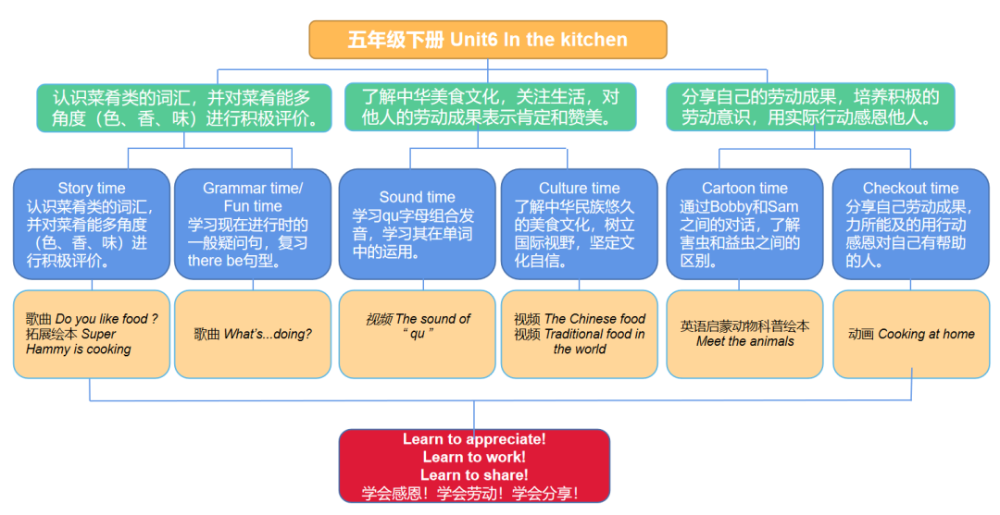 五年级下册 Unit6 In the kitchen
认识菜肴类的词汇，并对菜肴能多
角度（色、香、味）进行积极评价。
了解中华美食文化，关注生活，对
他人的劳动成果表示肯定和赞美。
分享自己的劳动成果，培养积极的
劳动意识，用实际行动感恩他人。
Story time
认识菜肴类的词汇，
并对菜肴能多角度
（色、香、味）进
行积极评价。
Grammar time/
Fun time
学习现在进行时的
一般疑问句，复习
there be句型。
Sound time
学习qu字母组合发
音，学习其在单词
中的运用。
Culture time
了解中华民族悠久
的美食文化，树立
国际视野，坚定文
化自信。
Cartoon time
通过Bobby和Sam
之间的对话，了解
害虫和益虫之间的
区别。
Checkout time
分享自己劳动成果，
力所能及的用行动
感恩对自己有帮助
的人。
歌曲 Do you like food ?
拓展绘本 Super
Hammy is cooking
歌曲 What's...doing?
视频 The sound of
“ qu ”
视频 The Chinese food
视频 Traditional food in
the world
英语启蒙动物科普绘本
Meet the animals
动画 Cooking at home
Learn to appreciate!
Learn to work!
Learn to share!
学会感恩！学会劳动！学会分享！